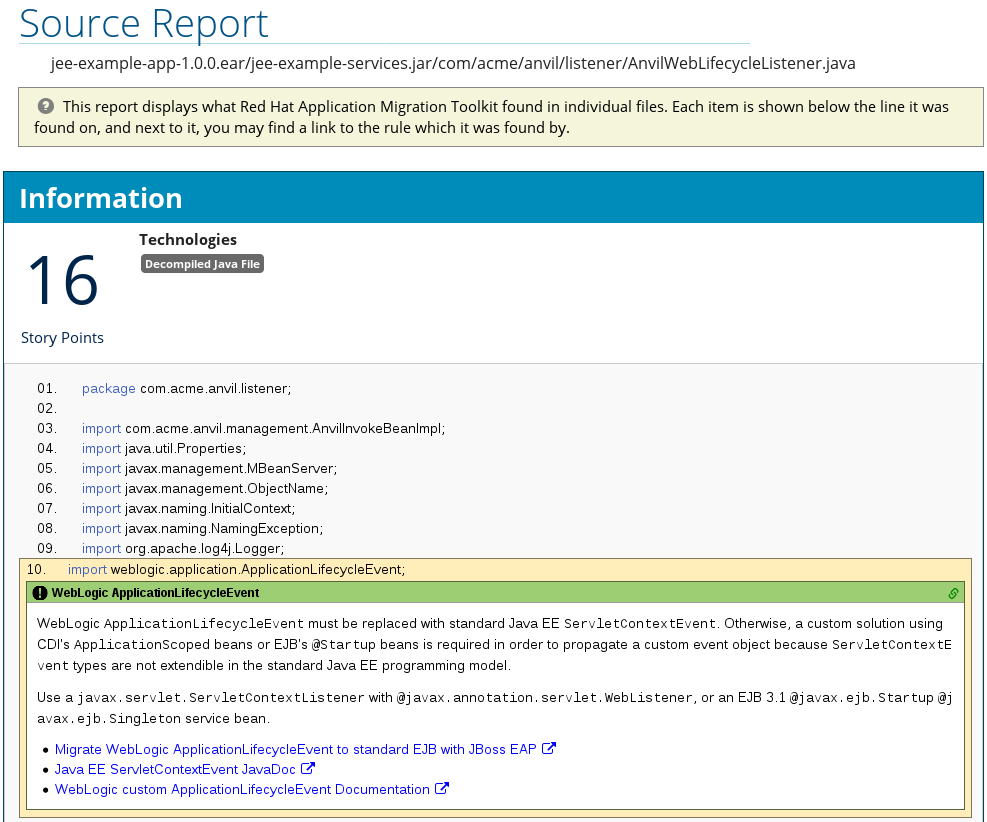 Source Report
jee-example-app-1.0.0.ear/jee-example-services.jar/com/acme/anvil/listener/AnvilWebLifecycleListener.java
This report displays what Red Hat Application Migration Toolkit found in individual files. Each item is shown below the line it was
found on, and next to it, you may find a link to the rule which it was found by.
Information
Technologies
Decompiled Java File
16
Story Points
01. package com.acme.anvil.listener;
02.
03. import com.acme.anvil.management.AnvilInvokeBeanImpl;
04. import java.util.Properties;
05. import javax.management.MBeanServer;
06. import javax.management.ObjectName;
07. import javax.naming.InitialContext;
08. import javax.naming.NamingException;
09. import org.apache.log4j.Logger;
10. import weblogic.application.ApplicationLifecycleEvent;
WebLogic ApplicationLifecycleEvent
WebLogic ApplicationLifecycleEvent must be replaced with standard Java EE ServletContextEvent. Otherwise, a custom solution using
CDI's ApplicationScoped beans or EJB's @Startup beans is required in order to propagate a custom event object because ServletContextE
vent types are not extendible in the standard Java EE programming model.
Use a javax.servlet.ServletContextListener with @javax.annotation.servlet.WebListener, or an EJB 3.1 @javax.ejb.Startup @j
avax.ejb.Singleton service bean.
• Migrate WebLogic ApplicationLifecycleEvent to standard EJB with JBoss EAP
• Java EE ServletContextEvent JavaDoc
• WebLogic custom ApplicationLifecycleEvent Documentation